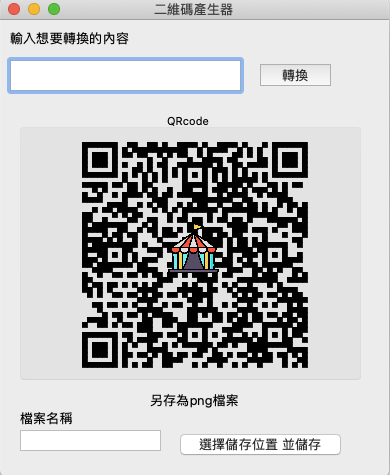 二維碼產生器
輸入想要轉換的內容
轉換
QRcode
另存為png檔案
檔案名稱
選擇儲存位置 並儲存